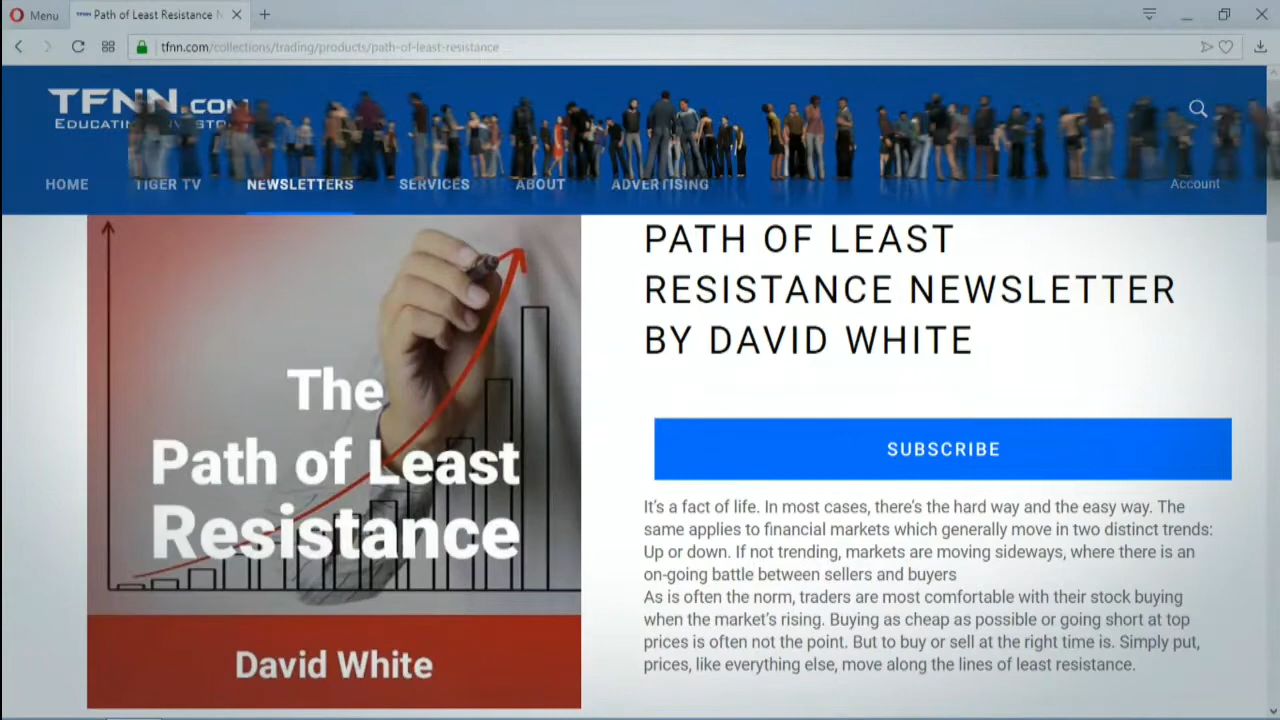 Menu
TFNN Path of Least Resistance N
tfnn.com/collections/trading/products/path-of-least-resistance
TFNN.COM
HOME
TIGER TV
NEWSLETTERS
SERVICES
ABOUT
ADVERTISING
Account
The
Path of Least
Resistance
David White
PATH OF LEAST
RESISTANCE NEWSLETTER
BY DAVID WHITE
SUBSCRIBE
It's a fact of life. In most cases, there's the hard way and the easy way. The
same applies to financial markets which generally move in two distinct trends:
Up or down. If not trending, markets are moving sideways, where there is an
on-going battle between sellers and buyers
As is often the norm, traders are most comfortable with their stock buying
when the market's rising. Buying as cheap as possible or going short at top
prices is often not the point. But to buy or sell at the right time is. Simply put,
prices, like everything else, move along the lines of least resistance.